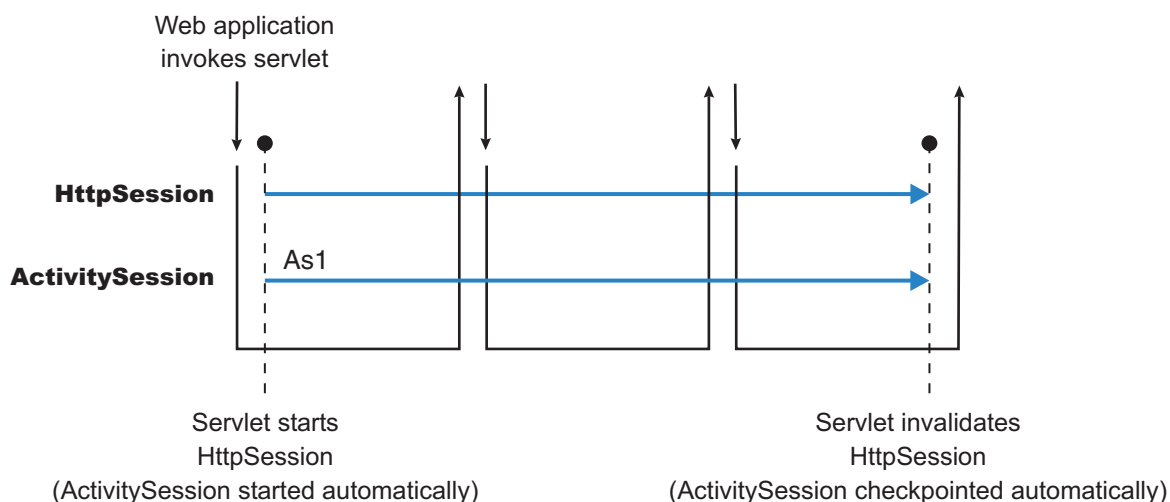 Web application
invokes servlet
HttpSession
ActivitySession
As1
Servlet starts
HttpSession
(ActivitySession started automatically)
Servlet invalidates
HttpSession
(ActivitySession checkpointed automatically)